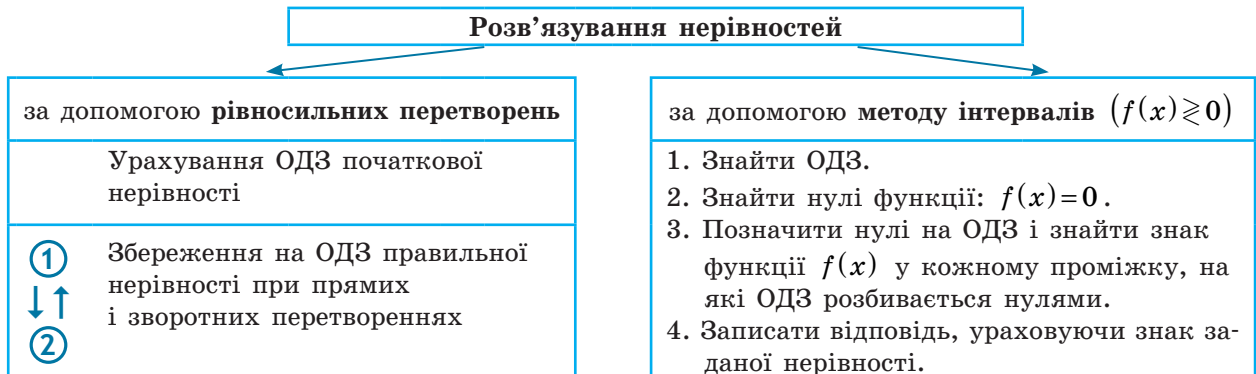 Розв’язування нерівностей
за допомогою рівносильних перетворень
Урахування ОДЗ початкової
нерівності
1
↓↑
2
Збереження на ОДЗ правильної
нерівності при прямих
і зворотних перетвореннях
за допомогою методу інтервалів (f(x)≷0)
1. Знайти ОДЗ.
2. Знайти нулі функції: f(x)=0.
3. Позначити нулі на ОДЗ і знайти знак
функції f(x) у кожному проміжку, на
які ОДЗ розбивається нулями.
4. Записати відповідь, ураховуючи знак за-
даної нерівності.